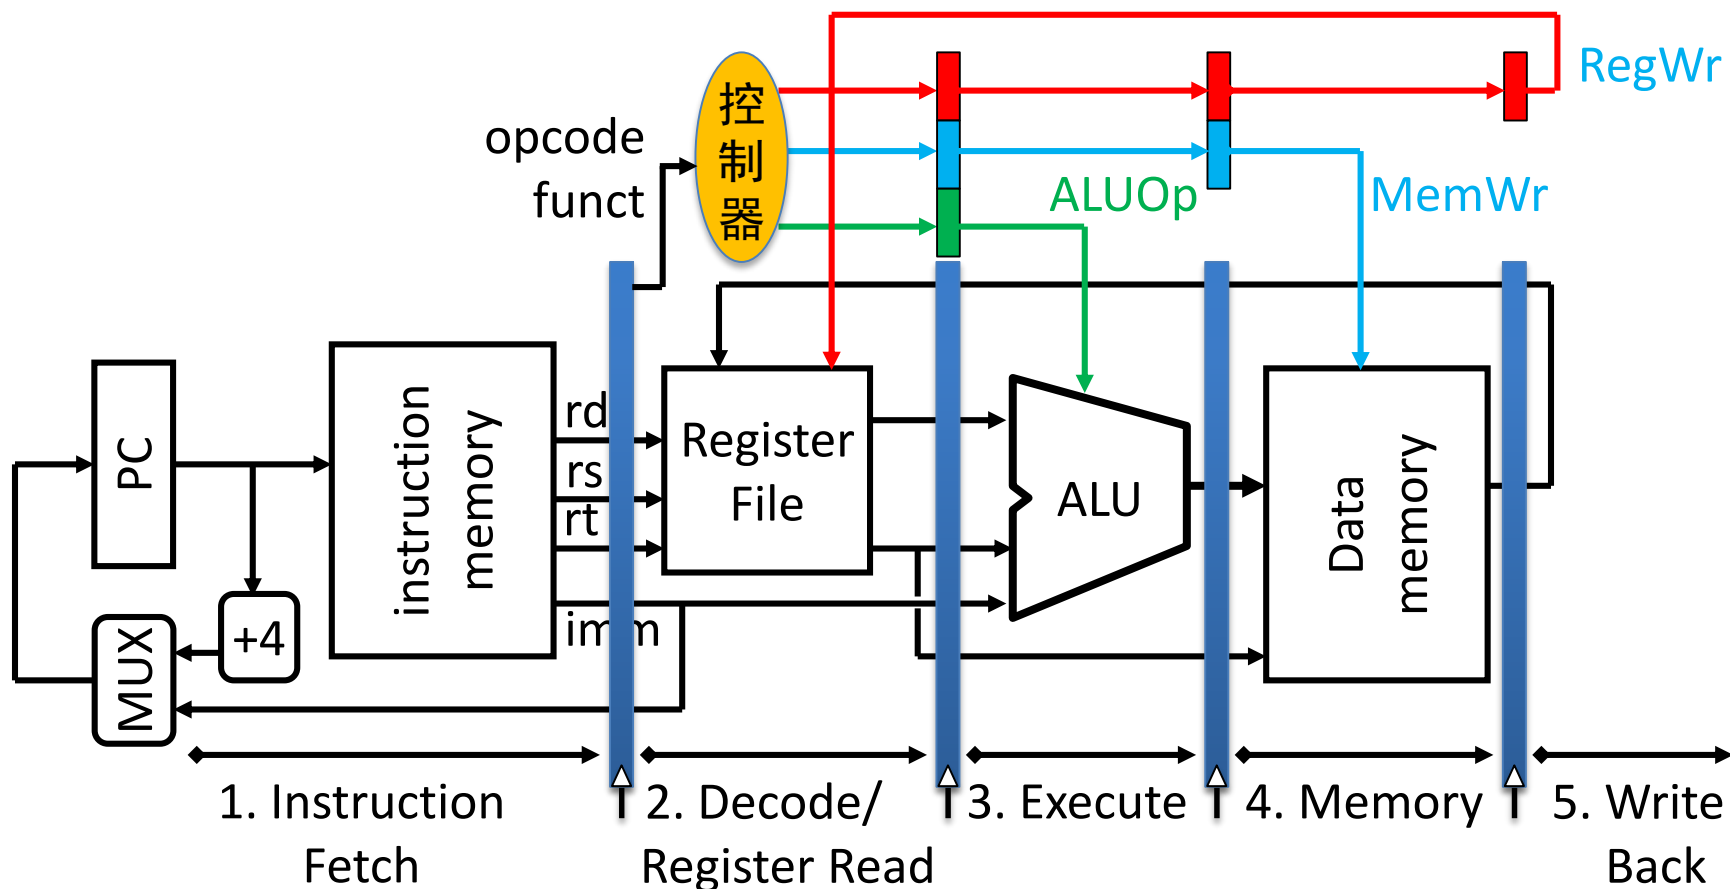 RegWr
控
制
器
opcode
funct
ALUOp
MemWr
PC
+4
MUX
instruction
memory
rd
rs
rt
imm
Register
File
ALU
Data
memory
1. Instruction
Fetch
2. Decode/
Register Read
3. Execute
4. Memory
5. Write
Back